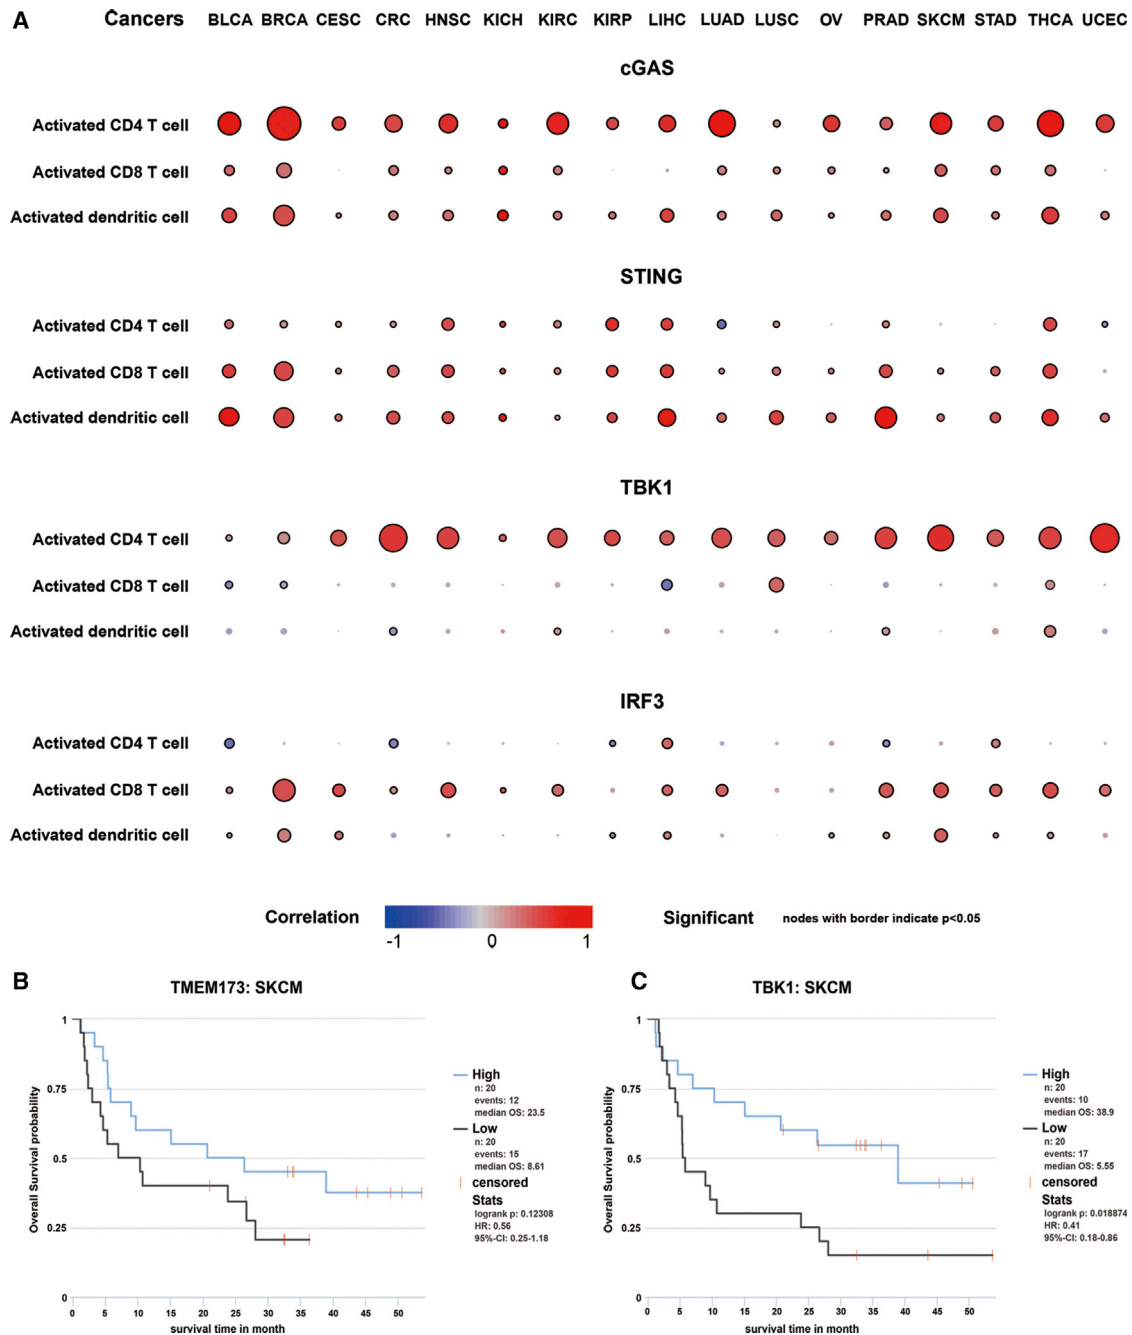 A
Cancers BLCA BRCA CESC CRC HNSC KICH KIRC KIRP LIHC LUAD LUSC OV PRAD SKCM STAD THCA UCEC
cGAS
Activated CD4 T cell
Activated CD8 T cell
Activated dendritic cell
STING
Activated CD4 T cell
Activated CD8 T cell
Activated dendritic cell
TBK1
Activated CD4 T cell
Activated CD8 T cell
Activated dendritic cell
IRF3
Activated CD4 T cell
Activated CD8 T cell
Activated dendritic cell
Correlation
-1 0 1
Significant nodes with border indicate p<0.05
B
TMEM173: SKCM
Overall Survival probability
1
0.75
0.5
0.25
0 5 10 15 20 25 30 35 40 45 50
survival time in month
High
n: 20
events: 12
median OS: 23.5
Low
n: 20
events: 15
median OS: 8.61
censored
Stats
logrank p: 0.12308
HR: 0.56
95%-CI: 0.25-1.18
C
TBK1: SKCM
Overall Survival probability
1
0.75
0.5
0.25
0 5 10 15 20 26 30 35 40 45 50
survival time in month
High
n: 20
events: 10
median OS: 38.9
Low
n: 20
events: 17
median OS: 5.55
censored
Stats
logrank p: 0.018874
HR: 0.41
95%-CI: 0.18-0.86